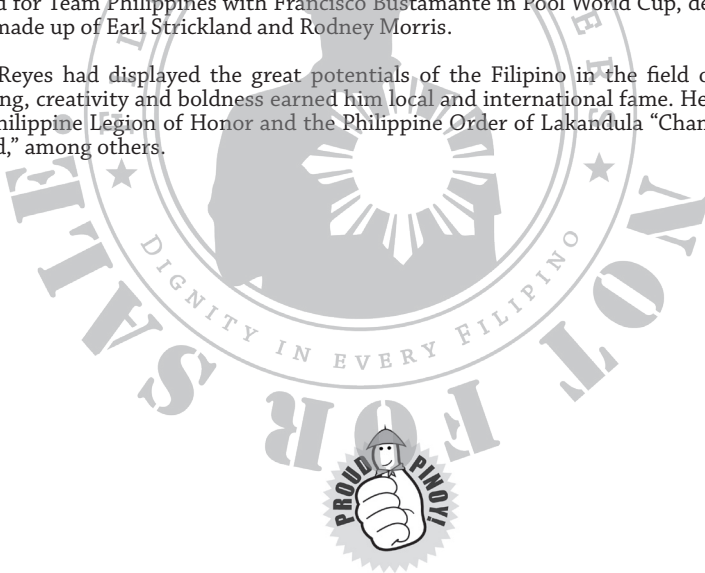 d for Team Philippines with Francisco Bustamante in Pool World Cup, de
made up of Earl Strickland and Rodney Morris.
Reyes had displayed the great potentials of the Filipino in the field o
ng, creativity and boldness earned him local and international fame. He
hilippine Legion of Honor and the Philippine Order of Lakandula “Cham
d,” among others.
DIGNITY IN EVERY FILIPINO
NOT FOR SALE
PROUD PINOY!